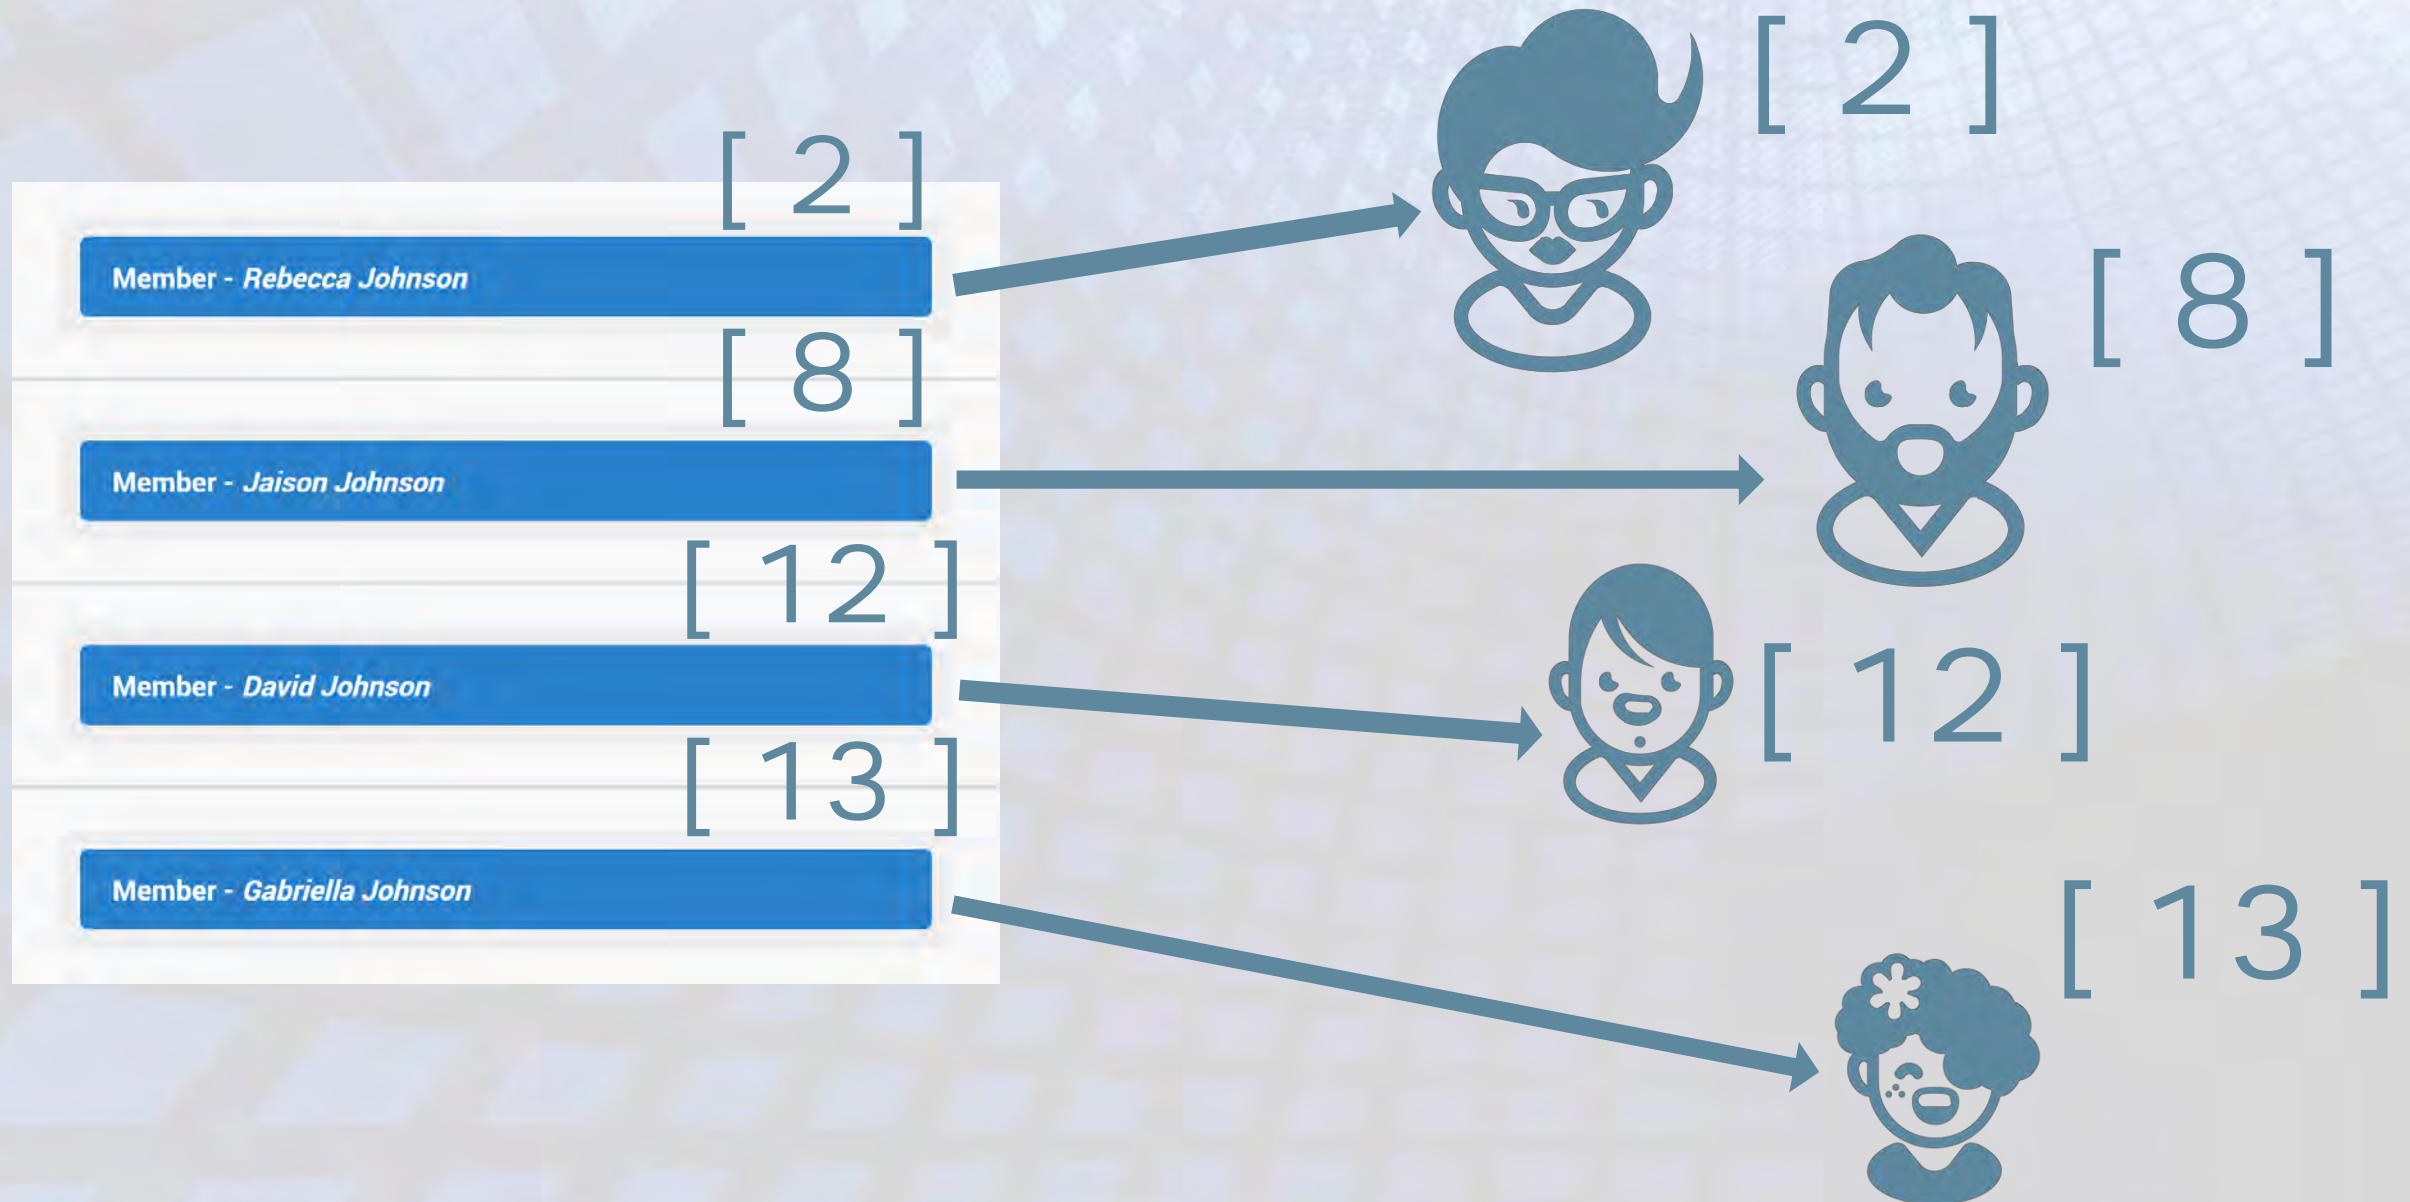 [ 2 ]
[ 2 ]
Member - Rebecca Johnson
[ 8 ]
[ 8 ]
Member - Jaison Johnson
[ 12 ]
Member - David Johnson
[ 12 ]
[ 13 ]
Member - Gabriella Johnson
[ 13 ]